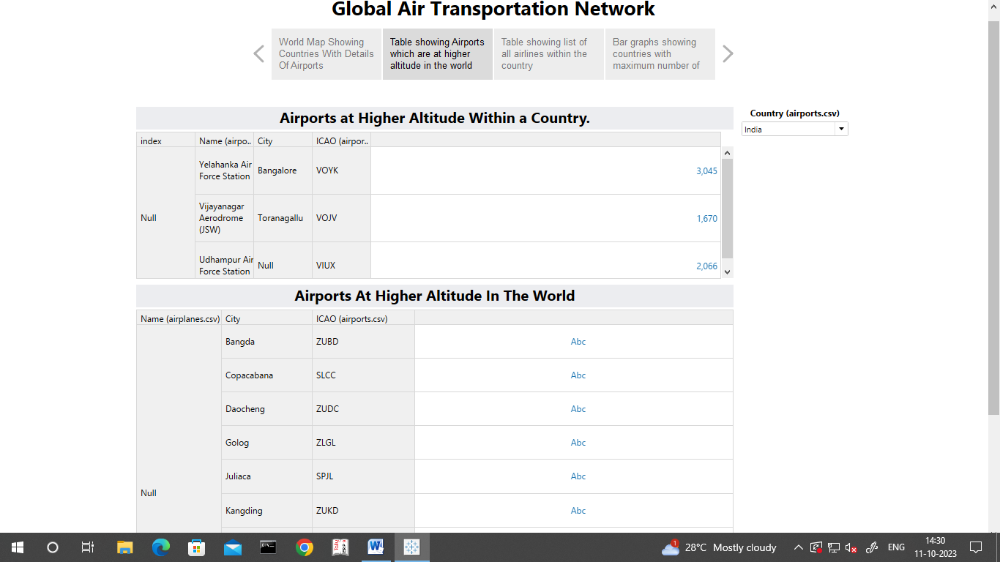 Global Air Transportation Network
World Map Showing
Countries With Details
Of Airports
Table showing Airports
which are at higher
altitude in the world
Table showing list of
all airlines within the
country
Bar graphs showing
countries with
maximum number of
Airports at Higher Altitude Within a Country.
Country (airports.csv)
India
index Name (airpo.. City ICAO (airpor..
Null
Yelahanka Air
Force Station
Bangalore VOYK 3,045
Vijayanagar
Aerodrome
(JSW)
Toranagallu VOJV 1,670
Udhampur Air
Force Station
Null VIUX 2,066
Airports At Higher Altitude In The World
Name (airplanes.csv) City ICAO (airports.csv)
Bangda ZUBD Abc
Copacabana SLCC Abc
Daocheng ZUDC Abc
Golog ZLGL Abc
Juliaca SPJL Abc
Null
Kangding ZUKD Abc
1
28°C Mostly cloudy
ENG
14:30
11-10-2023